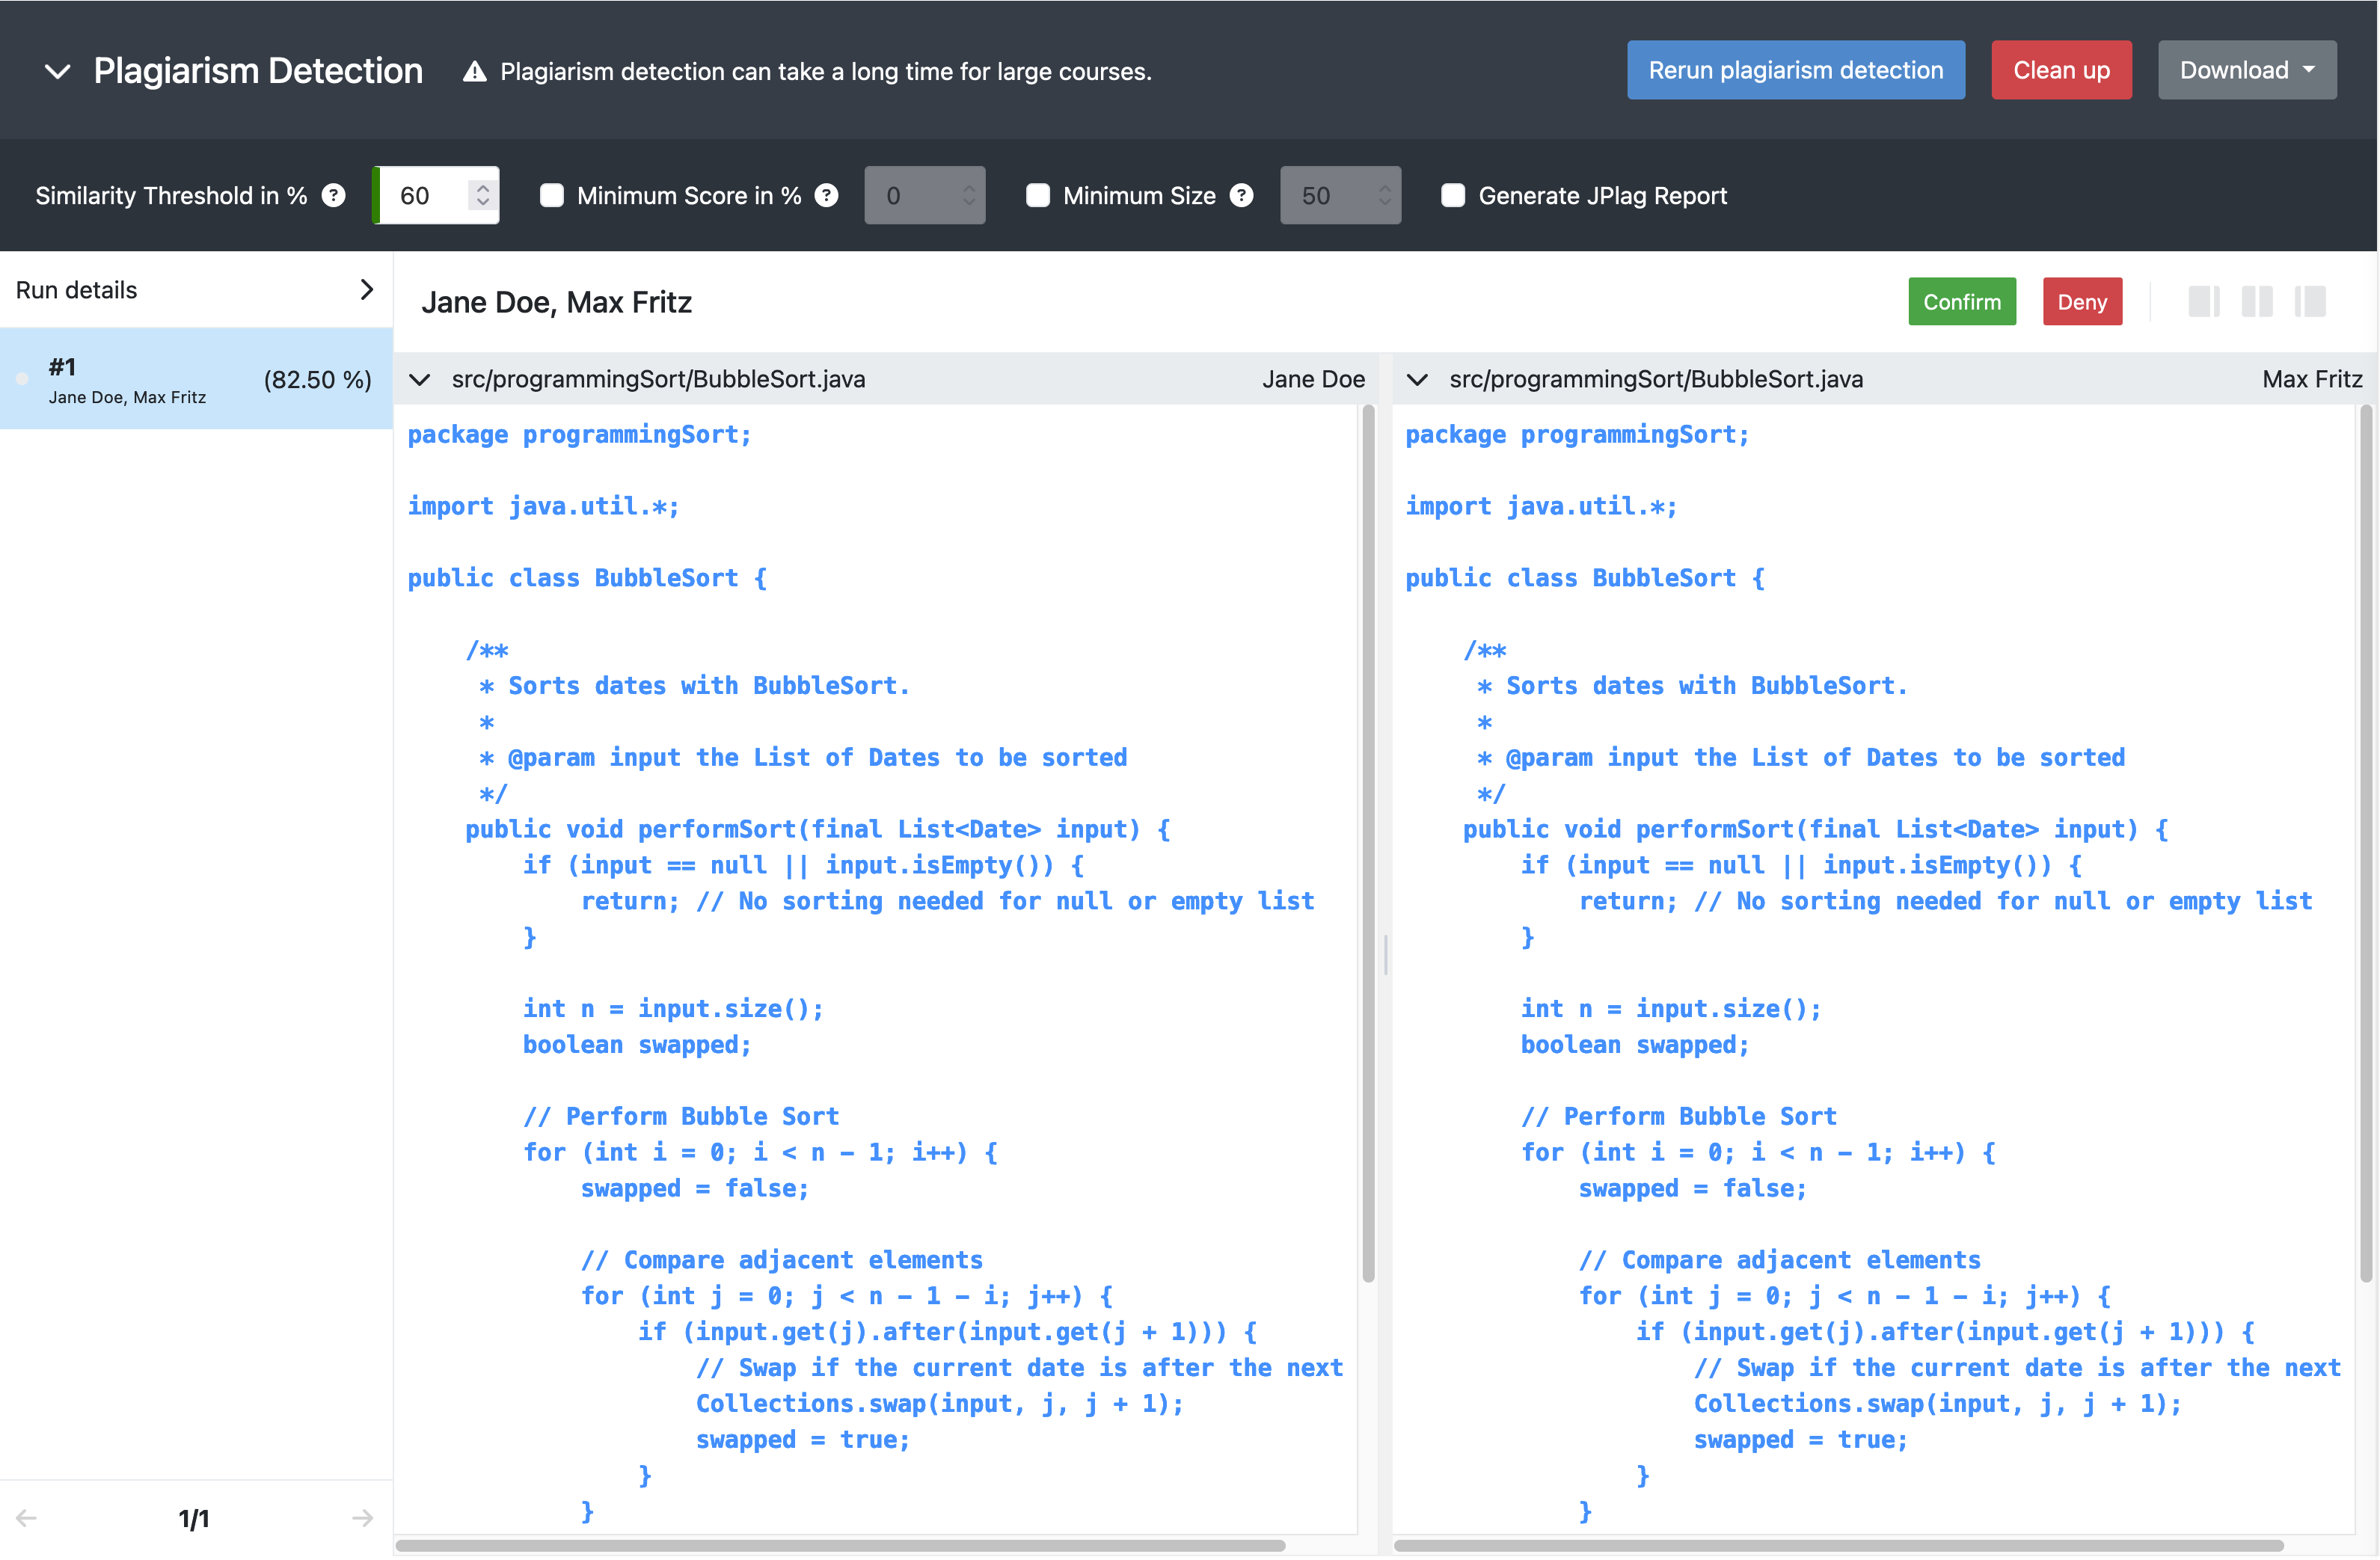 Plagiarism Detection Plagiarism detection can take a long time for large courses. Rerun plagiarism detection Clean up Download
Similarity Threshold in % ? 60 Minimum Score in % ? 0 Minimum Size ? 50 Generate JPlag Report
Run details
#1
Jane Doe, Max Fritz
(82.50 %)
1/1
Jane Doe, Max Fritz Confirm Deny
src/programmingSort/BubbleSort.java Jane Doe
package programmingSort;
import java.util.*;
public class BubbleSort {
/**
* Sorts dates with BubbleSort.
*
* @param input the List of Dates to be sorted
*/
public void performSort(final List<Date> input) {
if (input == null || input.isEmpty()) {
return; // No sorting needed for null or empty list
}
int n = input.size();
boolean swapped;
// Perform Bubble Sort
for (int i = 0; i < n - 1; i++) {
swapped = false;
// Compare adjacent elements
for (int j = 0; j < n - 1 - i; j++) {
if (input.get(j).after(input.get(j + 1))) {
// Swap if the current date is after the next
Collections.swap(input, j, j + 1);
swapped = true;
}
}
src/programmingSort/BubbleSort.java Max Fritz
package programmingSort;
import java.util.*;
public class BubbleSort {
/**
* Sorts dates with BubbleSort.
*
* @param input the List of Dates to be sorted
*/
public void performSort(final List<Date> input) {
if (input == null || input.isEmpty()) {
return; // No sorting needed for null or empty list
}
int n = input.size();
boolean swapped;
// Perform Bubble Sort
for (int i = 0; i < n - 1; i++) {
swapped = false;
// Compare adjacent elements
for (int j = 0; j < n - 1 - i; j++) {
if (input.get(j).after(input.get(j + 1))) {
// Swap if the current date is after the next
Collections.swap(input, j, j + 1);
swapped = true;
}
}